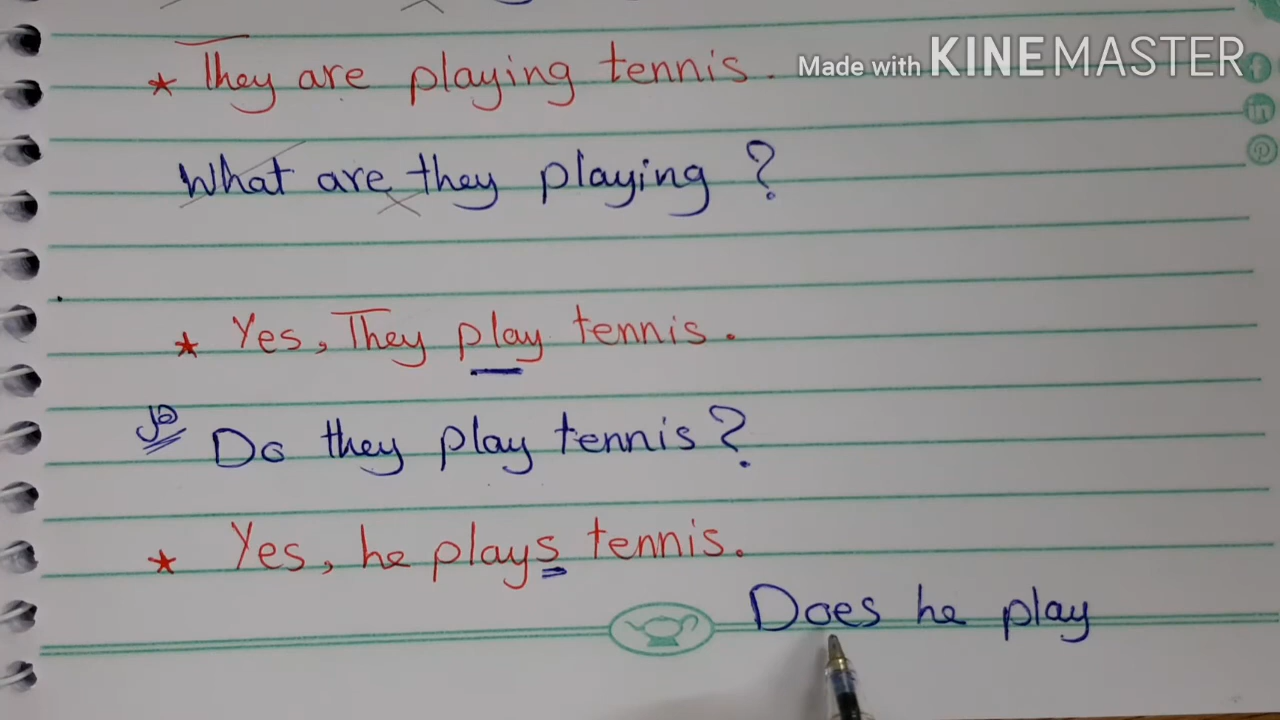 * They are playing tennis.
Made with KINEMASTER
What are they playing ?
* Yes, They play tennis.
هل
Do they play tennis?
* Yes, he plays tennis.
Does he play